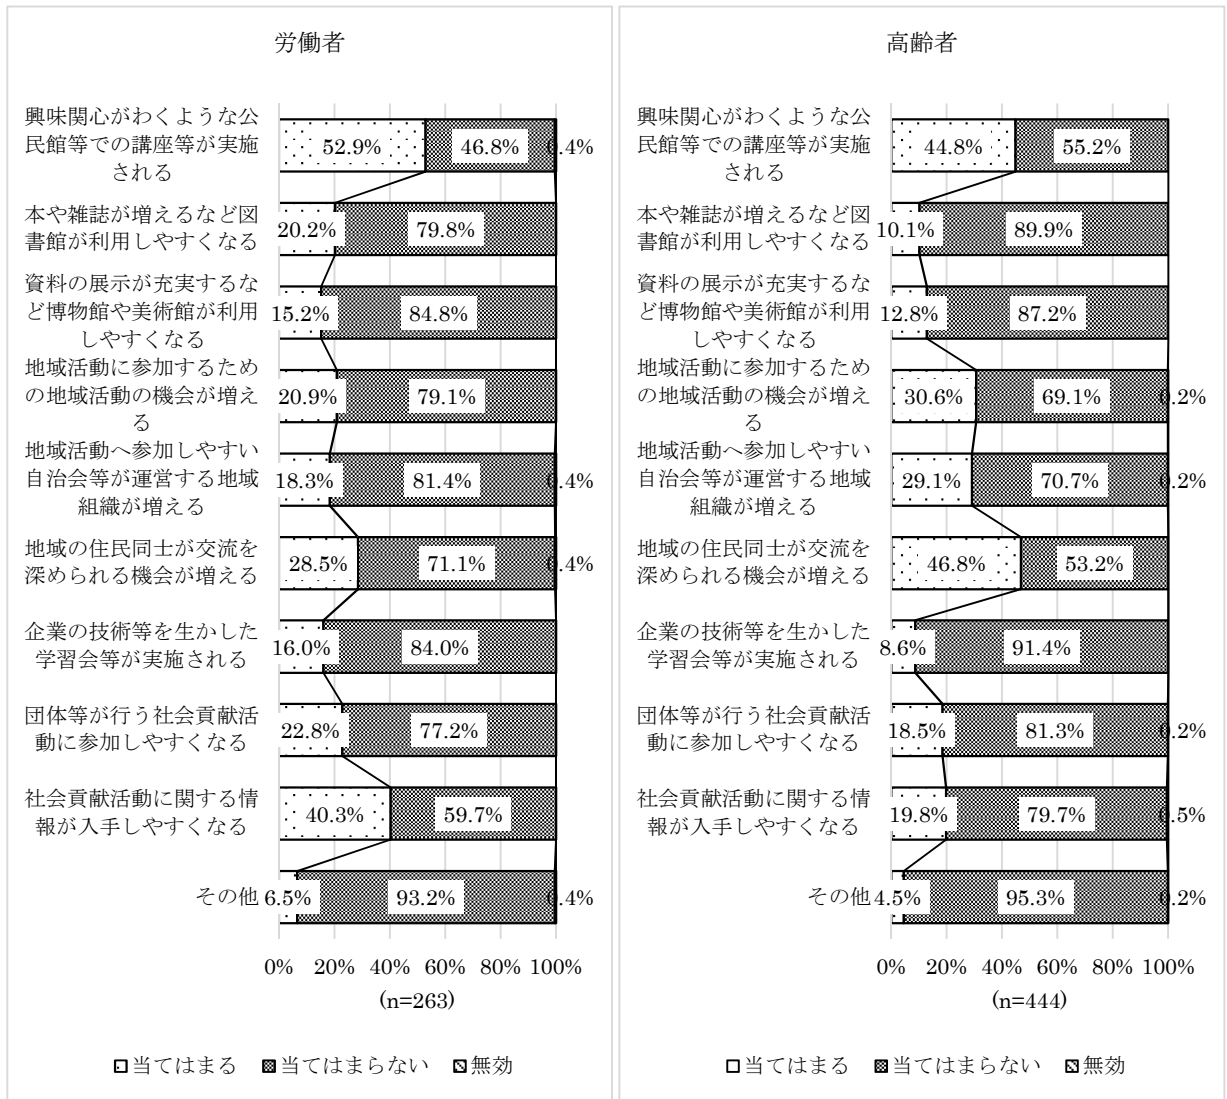 労働者
興味関心がわくような公
民館等での講座等が実施
される
52.9% 46.8% 0.4%
本や雑誌が増えるなど図
書館が利用しやすくなる
20.2% 79.8%
資料の展示が充実するな
ど博物館や美術館が利用
しやすくなる
15.2% 84.8%
地域活動に参加するため
の地域活動の機会が増え
る
20.9% 79.1%
地域活動へ参加しやすい
自治会等が運営する地域
組織が増える
18.3% 81.4% 0.4%
地域の住民同士が交流を
深められる機会が増える
28.5% 71.1% 0.4%
企業の技術等を生かした
学習会等が実施される
16.0% 84.0%
団体等が行う社会貢献活
動に参加しやすくなる
22.8% 77.2%
社会貢献活動に関する情
報が入手しやすくなる
40.3% 59.7%
その他 6.5% 93.2% 0.4%
0% 20% 40% 60% 80% 100%
(n=263)
当てはまる 当てはまらない 無効
高齢者
興味関心がわくような公
民館等での講座等が実施
される
44.8% 55.2%
本や雑誌が増えるなど図
書館が利用しやすくなる
10.1% 89.9%
資料の展示が充実するな
ど博物館や美術館が利用
しやすくなる
12.8% 87.2%
地域活動に参加するため
の地域活動の機会が増え
る
30.6% 69.1% 0.2%
地域活動へ参加しやすい
自治会等が運営する地域
組織が増える
29.1% 70.7% 0.2%
地域の住民同士が交流を
深められる機会が増える
46.8% 53.2%
企業の技術等を生かした
学習会等が実施される
8.6% 91.4%
団体等が行う社会貢献活
動に参加しやすくなる
18.5% 81.3% 0.2%
社会貢献活動に関する情
報が入手しやすくなる
19.8% 79.7% 0.5%
その他 4.5% 95.3% 0.2%
0% 20% 40% 60% 80% 100%
(n=444)
当てはまる 当てはまらない 無効